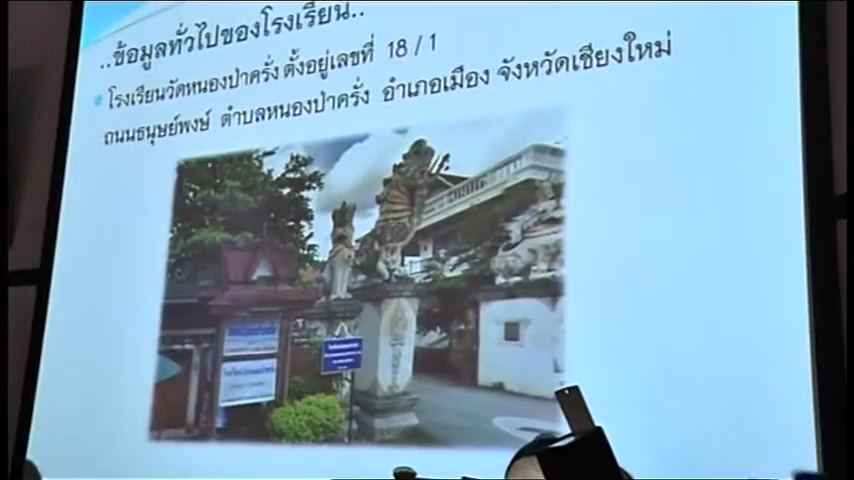 ..ข้อมูลทั่วไปของโรงเรียน..
โรงเรียนวัดหนองป่าครั่ง ตั้งอยู่เลขที่ 18/1
ถนนธนุษย์พงษ์ ตำบลหนองป่าครั่ง อำเภอเมือง จังหวัดเชียงใหม่